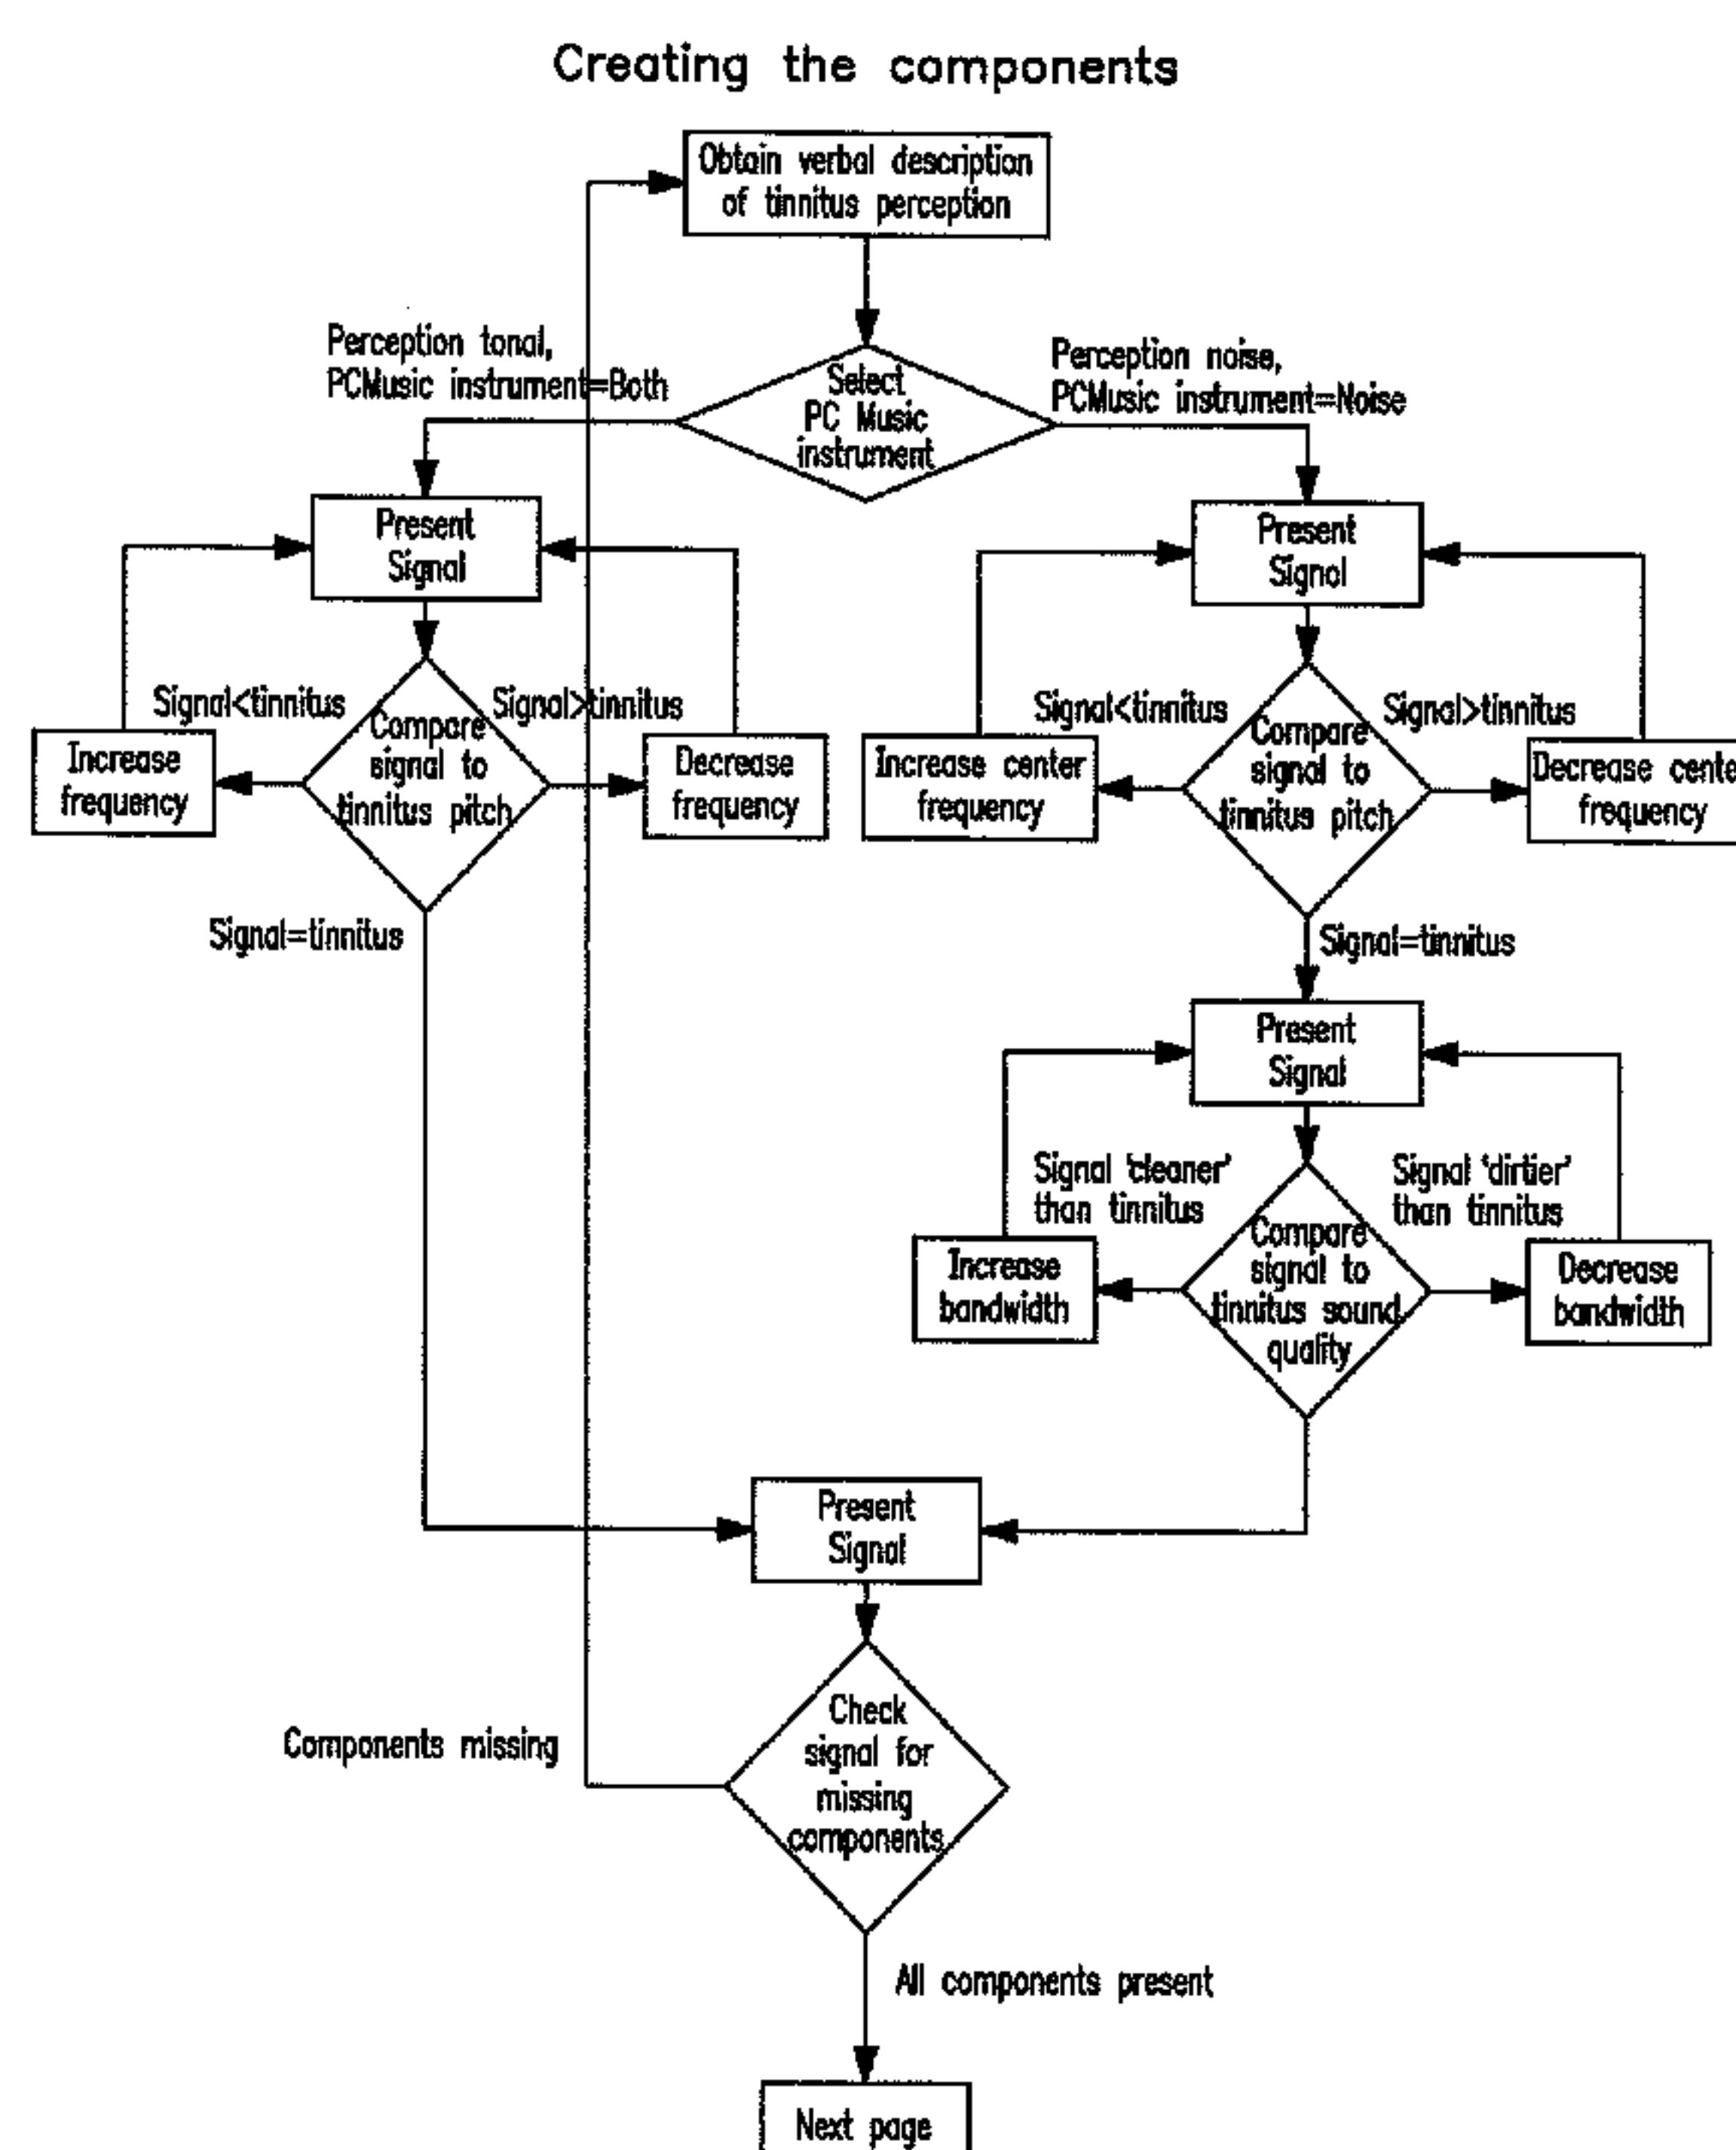 Creating the components
Obtain verbal description
of tinnitus perception
Perception tonal,
PCMusic instrument=Both
Select
PC Music
instrument
Perception noise,
PCMusic instrument=Noise
Present
Signal
Present
Signal
Signal<tinnitus
Compare
signal to
tinnitus pitch
Signal>tinnitus
Increase
frequency
Decrease
frequency
Signal<tinnitus
Compare
signal to
tinnitus pitch
Signal>tinnitus
Increase center
frequency
Decrease cente
frequency
Signal=tinnitus
Signal=tinnitus
Present
Signal
Signal 'cleaner'
than tinnitus
Signal 'dirtier'
than tinnitus
Compare
signal to
tinnitus sound
quality
Increase
bandwidth
Decrease
bandwidth
Present
Signal
Check
signal for
missing
components
Components missing
All components present
Next page